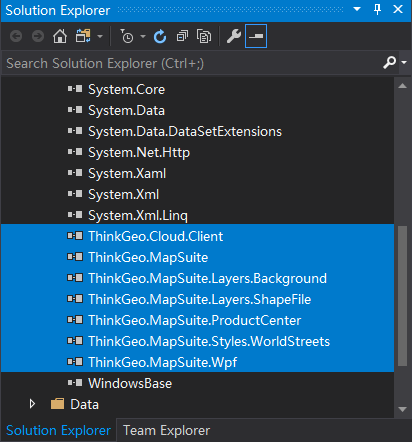 Solution Explorer
Search Solution Explorer (Ctrl+;)
System.Core
System.Data
System.Data.DataSetExtensions
System.Net.Http
System.Xaml
System.Xml
System.Xml.Linq
ThinkGeo.Cloud.Client
ThinkGeo.MapSuite
ThinkGeo.MapSuite.Layers.Background
ThinkGeo.MapSuite.Layers.ShapeFile
ThinkGeo.MapSuite.ProductCenter
ThinkGeo.MapSuite.Styles.WorldStreets
ThinkGeo.MapSuite.Wpf
WindowsBase
Data
Solution Explorer Team Explorer